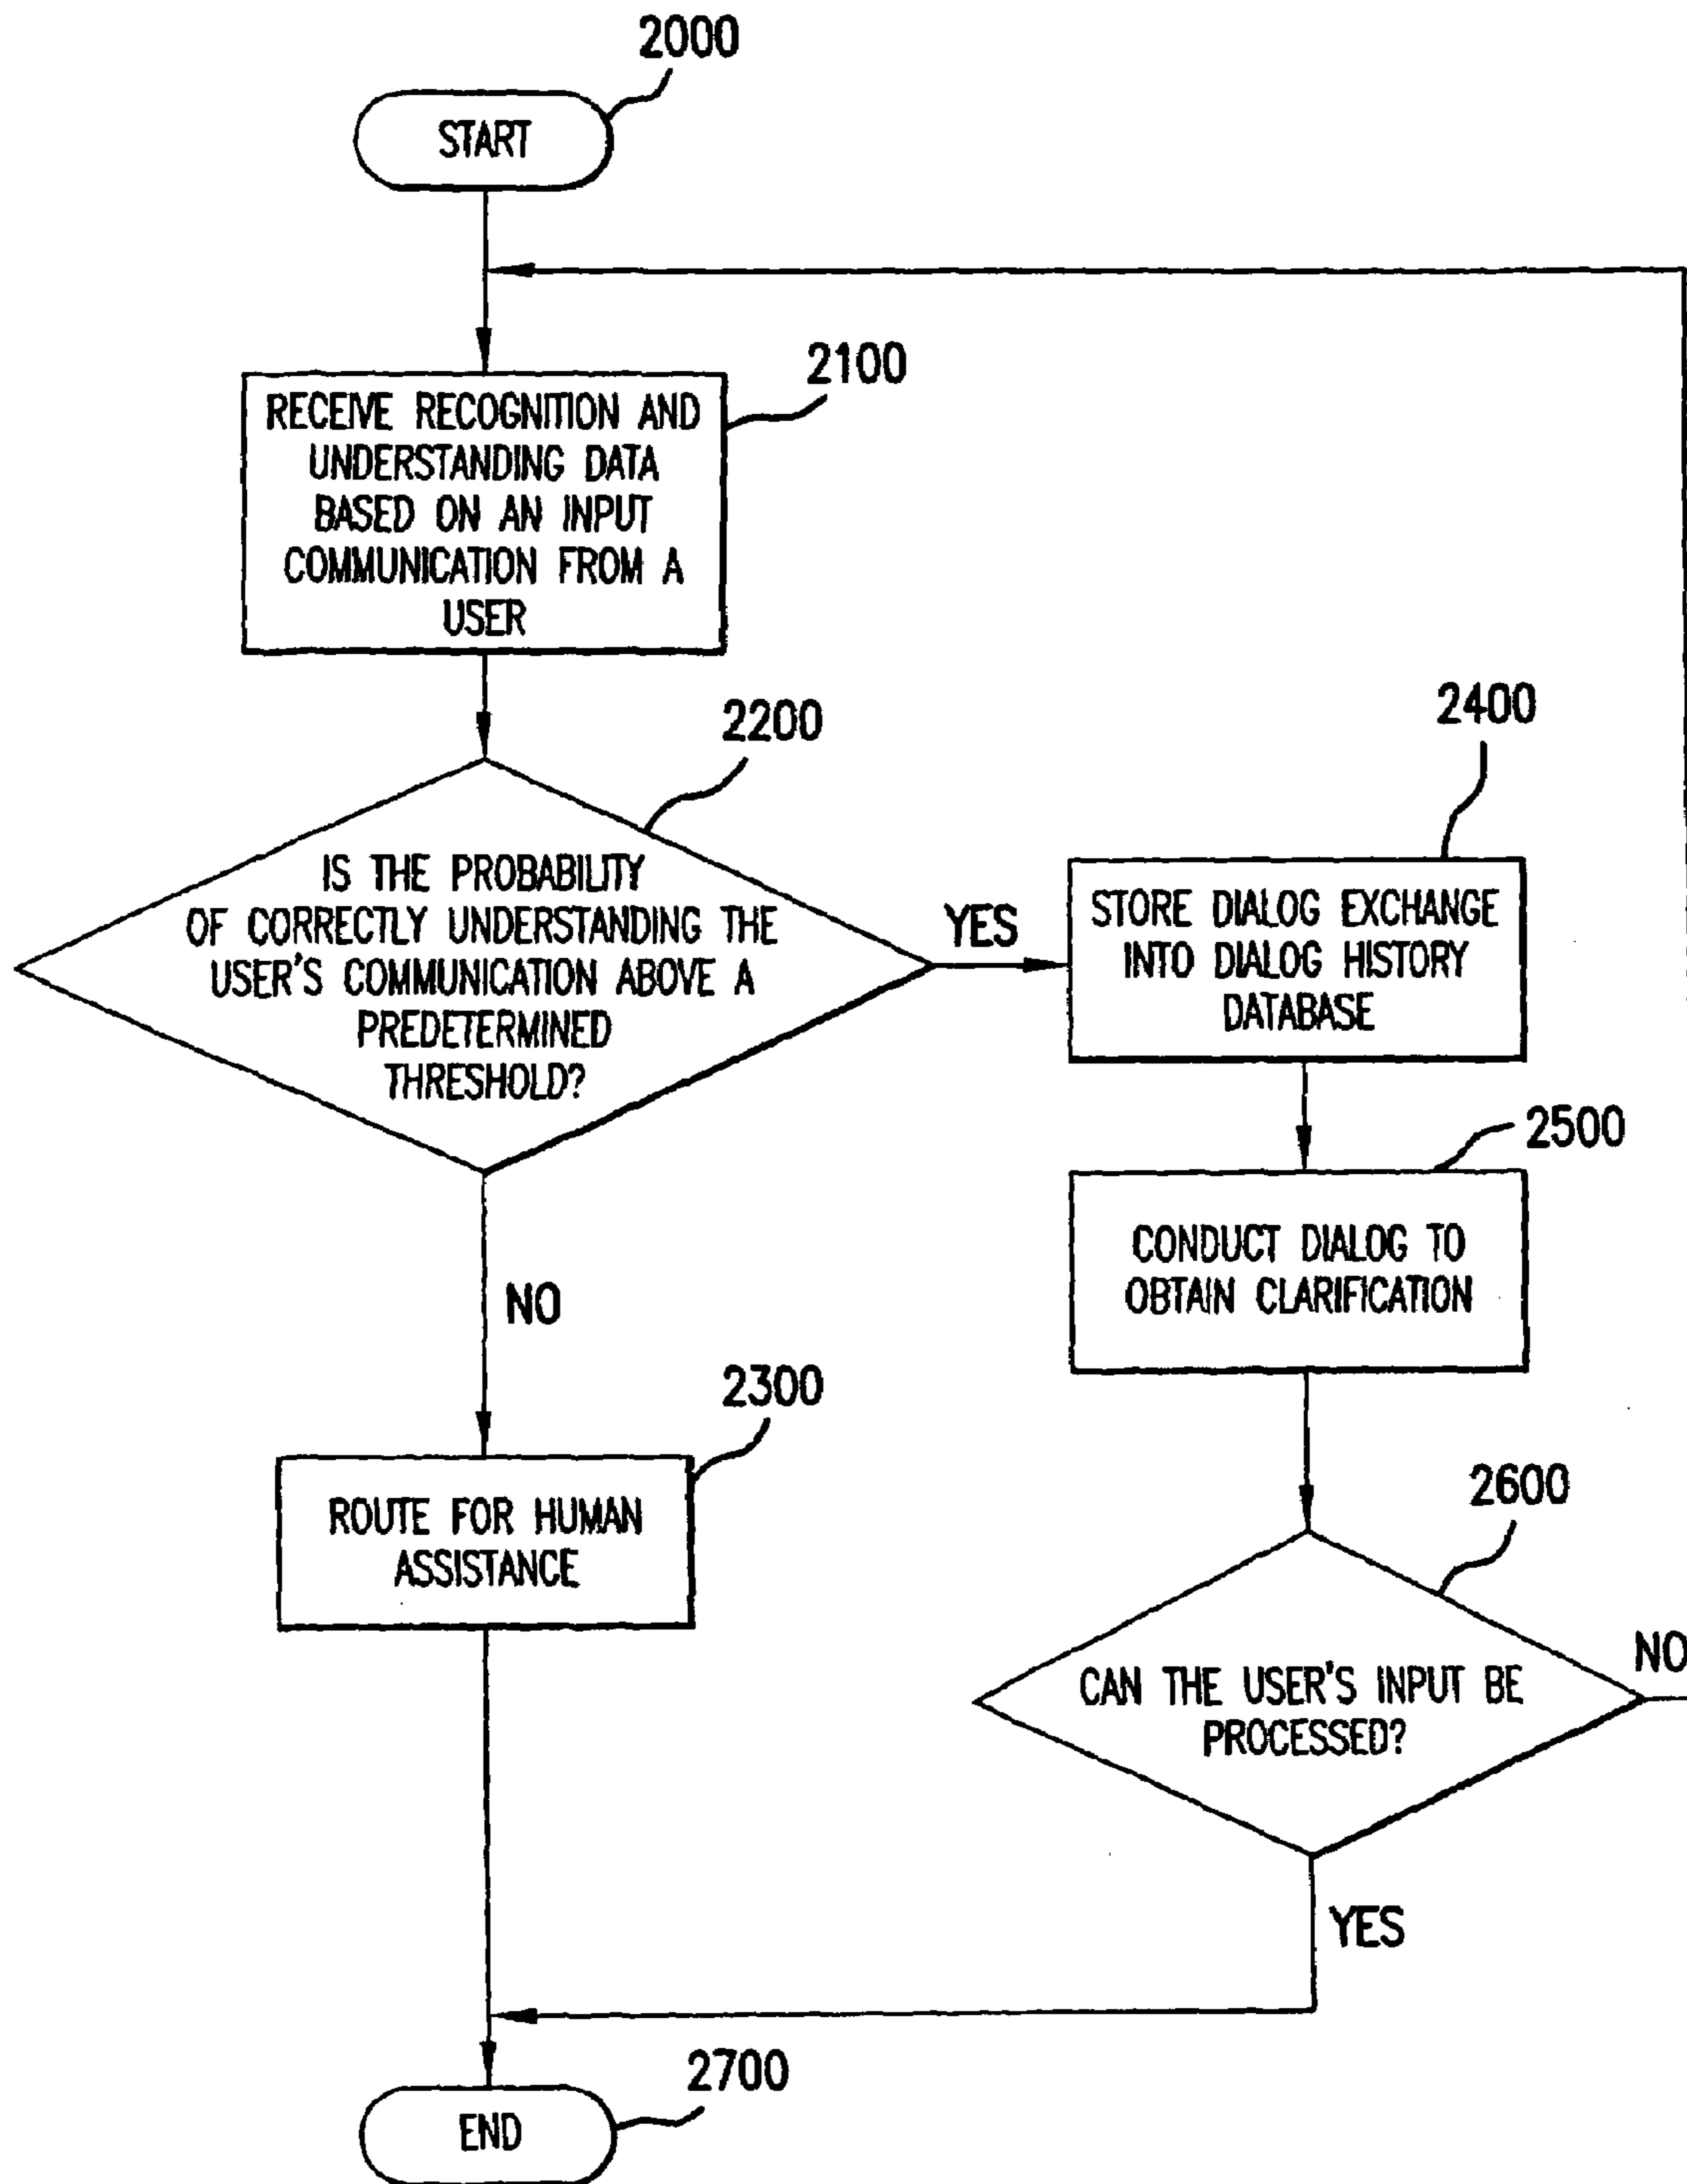 2000
START
2100
RECEIVE RECOGNITION AND
UNDERSTANDING DATA
BASED ON AN INPUT
COMMUNICATION FROM A
USER
2200
IS THE PROBABILITY
OF CORRECTLY UNDERSTANDING THE
USER'S COMMUNICATION ABOVE A
PREDETERMINED
THRESHOLD?
YES
NO
2400
STORE DIALOG EXCHANGE
INTO DIALOG HISTORY
DATABASE
2500
CONDUCT DIALOG TO
OBTAIN CLARIFICATION
2300
ROUTE FOR HUMAN
ASSISTANCE
2600
CAN THE USER'S INPUT BE
PROCESSED?
NO
YES
2700
END